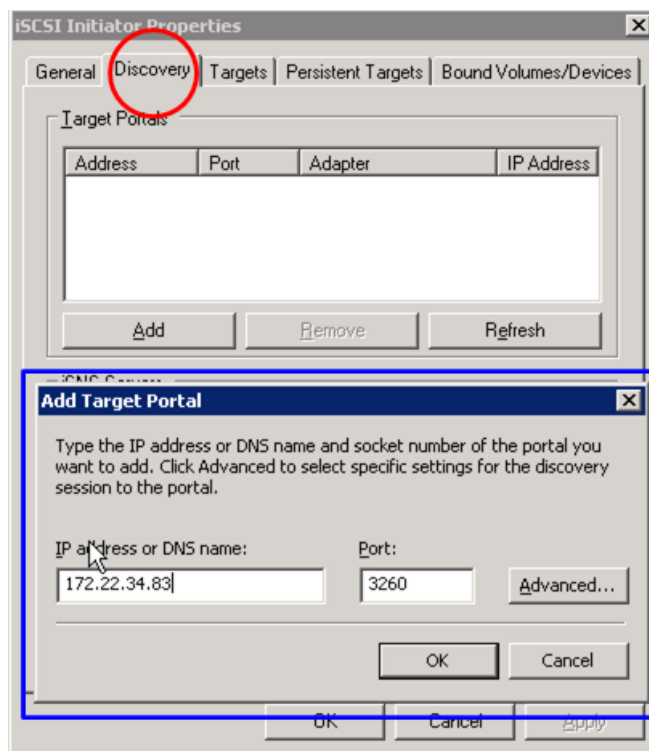 iSCSI Initiator Properties
General Discovery Targets Persistent Targets Bound Volumes/Devices
Target Portals
Address Port Adapter IP Address
Add Remove Refresh
Add Target Portal
Type the IP address or DNS name and socket number of the portal you
want to add. Click Advanced to select specific settings for the discovery
session to the portal.
IP address or DNS name: Port:
172.22.34.83 3260 Advanced...
OK Cancel
OK Cancel Apply